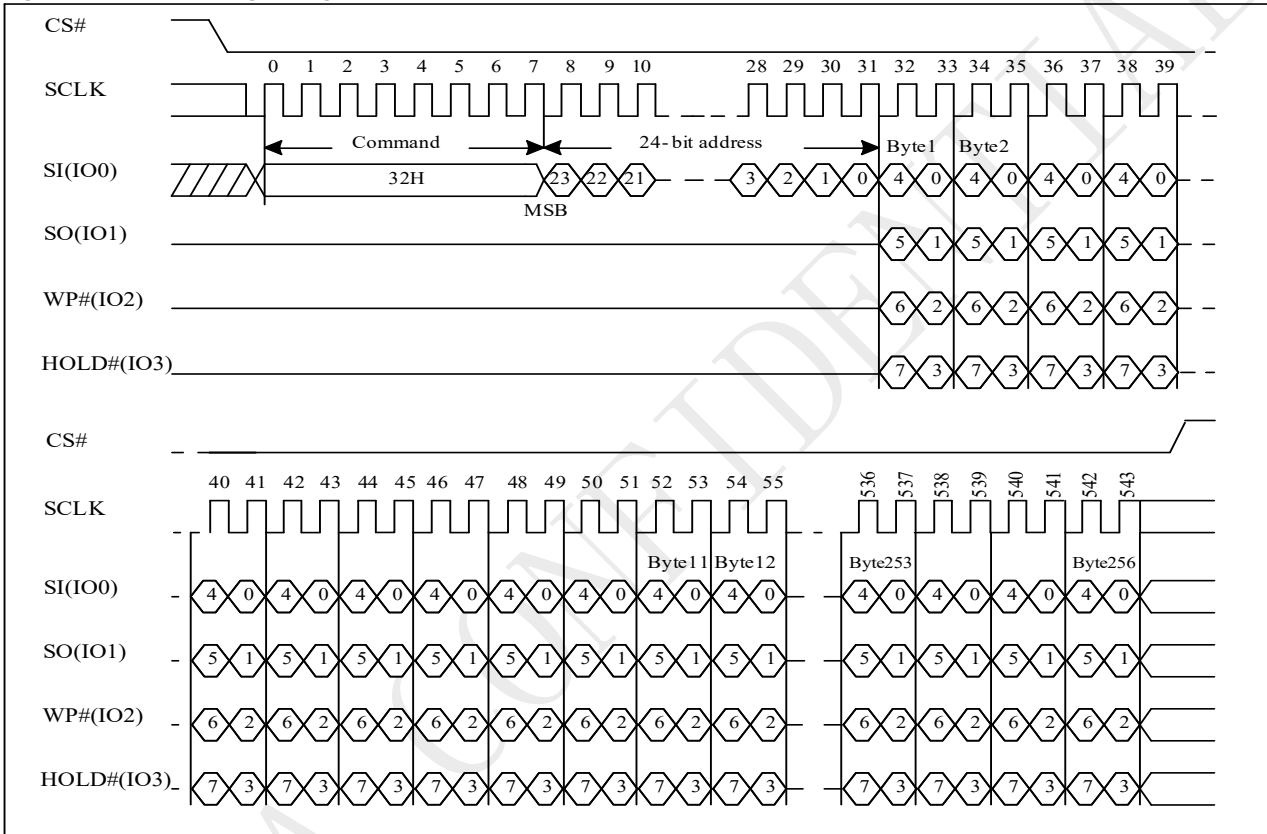 CS#
0 1 2 3 4 5 6 7 8 9 10 28 29 30 31 32 33 34 35 36 37 38 39
SCLK
Command 24-bit address Byte1 Byte2
SI(IO0) 32H 23 22 21 3 2 1 0 4 0 4 0 4 0 4 0
MSB
SO(IO1) 5 1 5 1 5 1 5 1
WP#(IO2) 6 2 6 2 6 2 6 2
HOLD#(IO3) 7 3 7 3 7 3 7 3
CS#
40 41 42 43 44 45 46 47 48 49 50 51 52 53 54 55 536 537 538 539 540 541 542 543
SCLK
Byte11 Byte12 Byte253 Byte256
SI(IO0) 4 0 4 0 4 0 4 0 4 0 4 0 4 0 4 0 4 0 4 0 4 0 4 0
SO(IO1) 5 1 5 1 5 1 5 1 5 1 5 1 5 1 5 1 5 1 5 1 5 1 5 1
WP#(IO2) 6 2 6 2 6 2 6 2 6 2 6 2 6 2 6 2 6 2 6 2 6 2 6 2
HOLD#(IO3) 7 3 7 3 7 3 7 3 7 3 7 3 7 3 7 3 7 3 7 3 7 3 7 3
CONFIDENTIAL